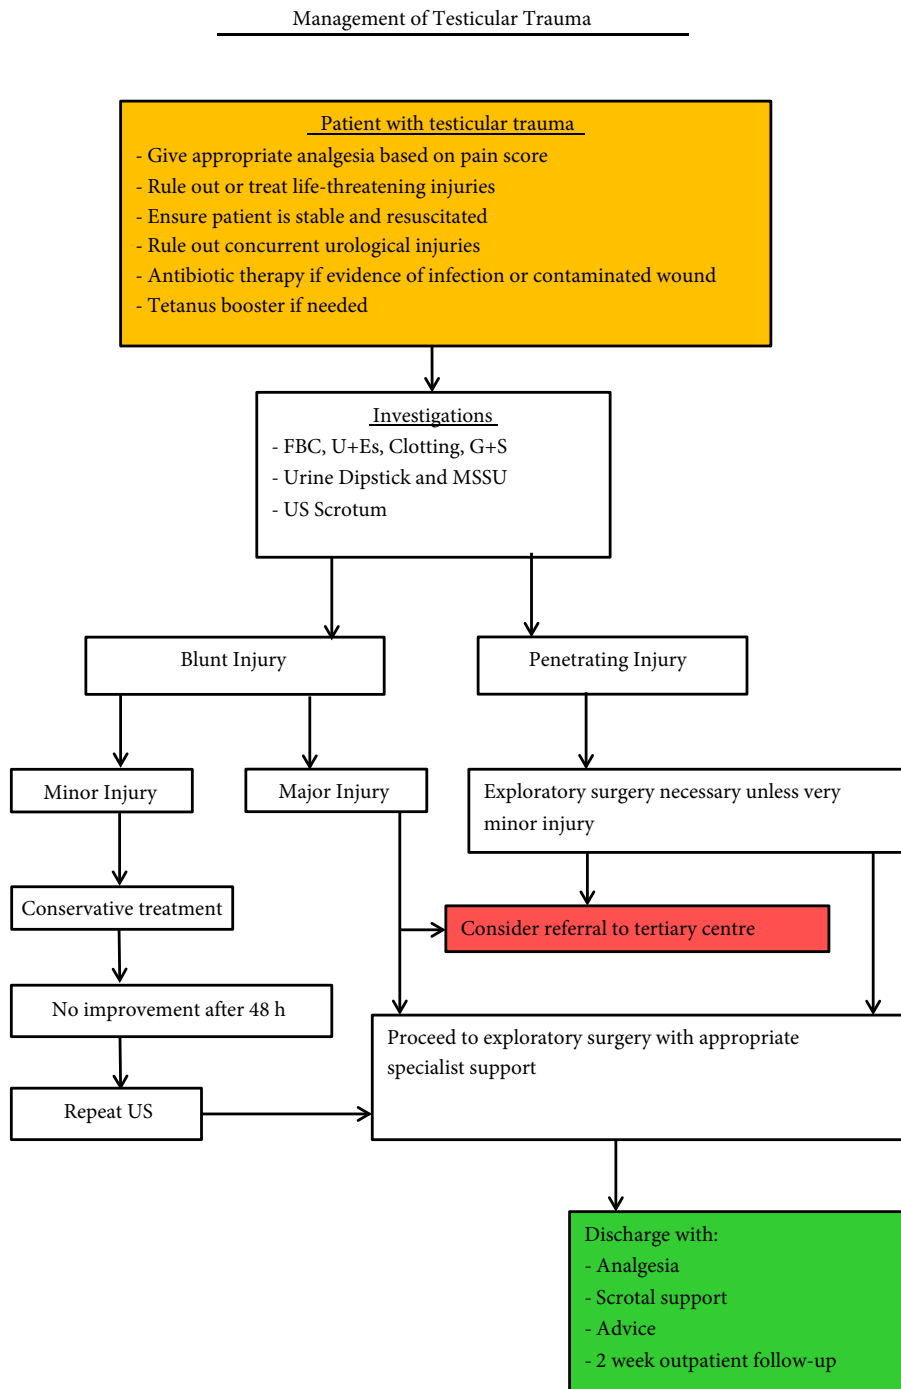 Management of Testicular Trauma
Patient with testicular trauma
- Give appropriate analgesia based on pain score
- Rule out or treat life-threatening injuries
- Ensure patient is stable and resuscitated
- Rule out concurrent urological injuries
- Antibiotic therapy if evidence of infection or contaminated wound
- Tetanus booster if needed
Investigations
- FBC, U+Es, Clotting, G+S
- Urine Dipstick and MSSU
- US Scrotum
Blunt Injury
Penetrating Injury
Minor Injury
Major Injury
Exploratory surgery necessary unless very
minor injury
Conservative treatment
Consider referral to tertiary centre
No improvement after 48 h
Proceed to exploratory surgery with appropriate
specialist support
Repeat US
Discharge with:
- Analgesia
- Scrotal support
- Advice
- 2 week outpatient follow-up